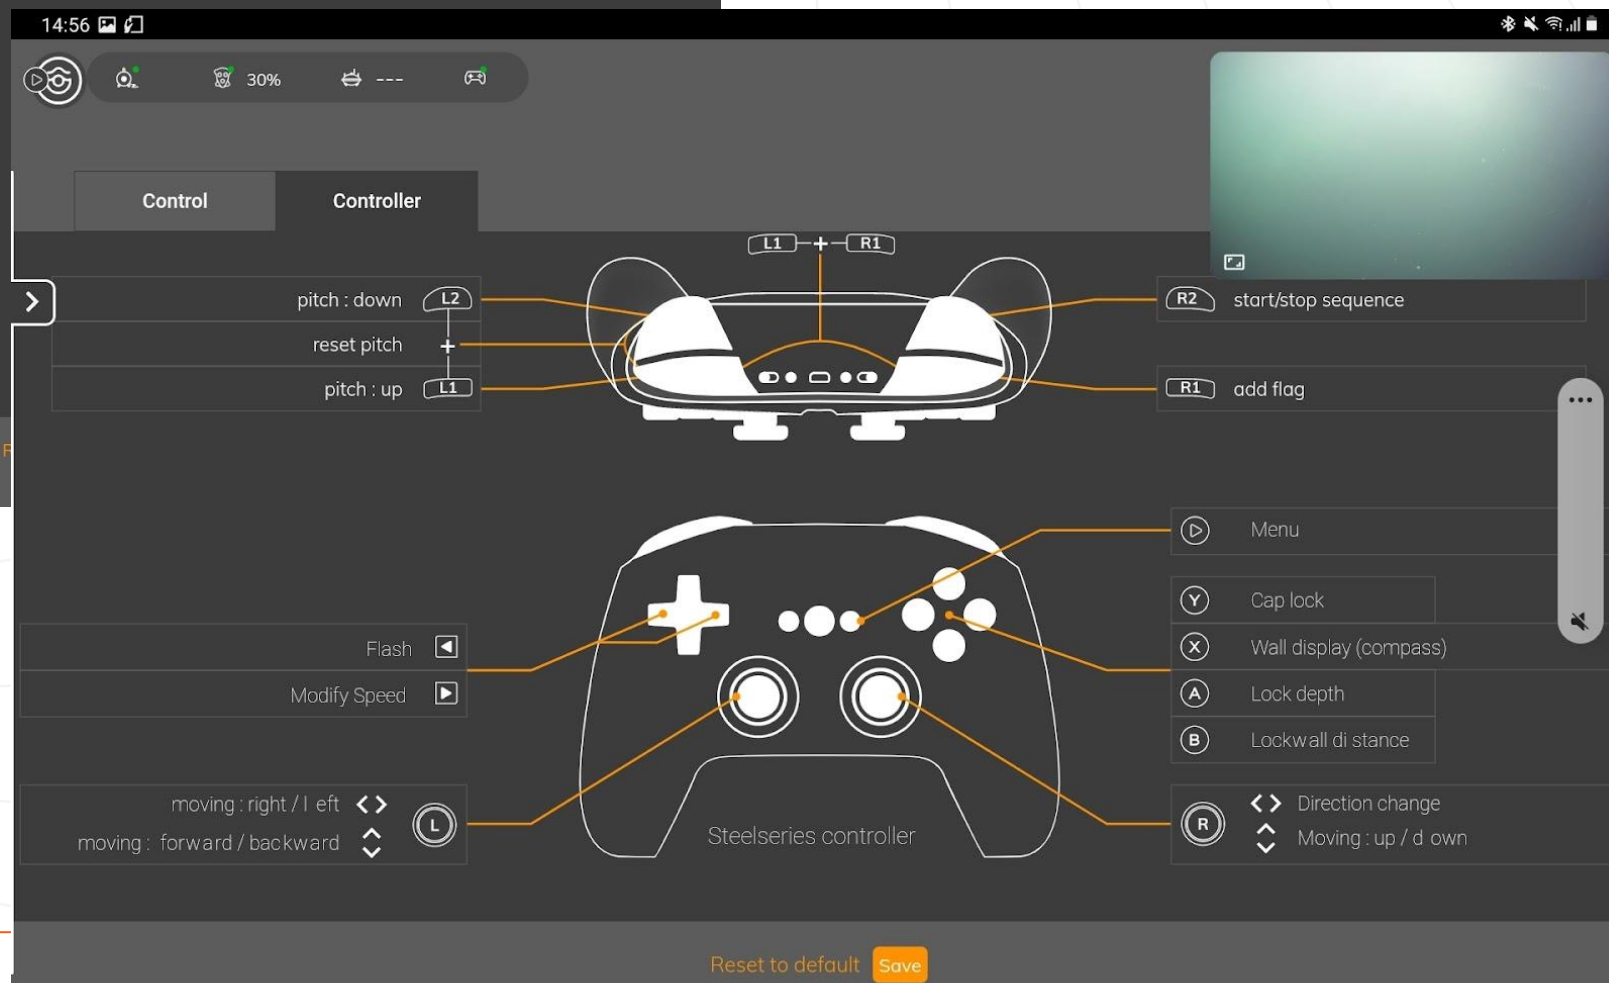 14:56
30%
---
Control
Controller
L1 + R1
pitch : down L2
R2 start/stop sequence
reset pitch +
pitch : up L1
R1 add flag
R
Menu
Y Cap lock
Flash
X Wall display (compass)
Modify Speed
A Lock depth
B Lockwall di stance
moving : right / l eft
L
moving : forward / backward
R
Direction change
Moving : up / d own
Steelseries controller
Reset to default
Save